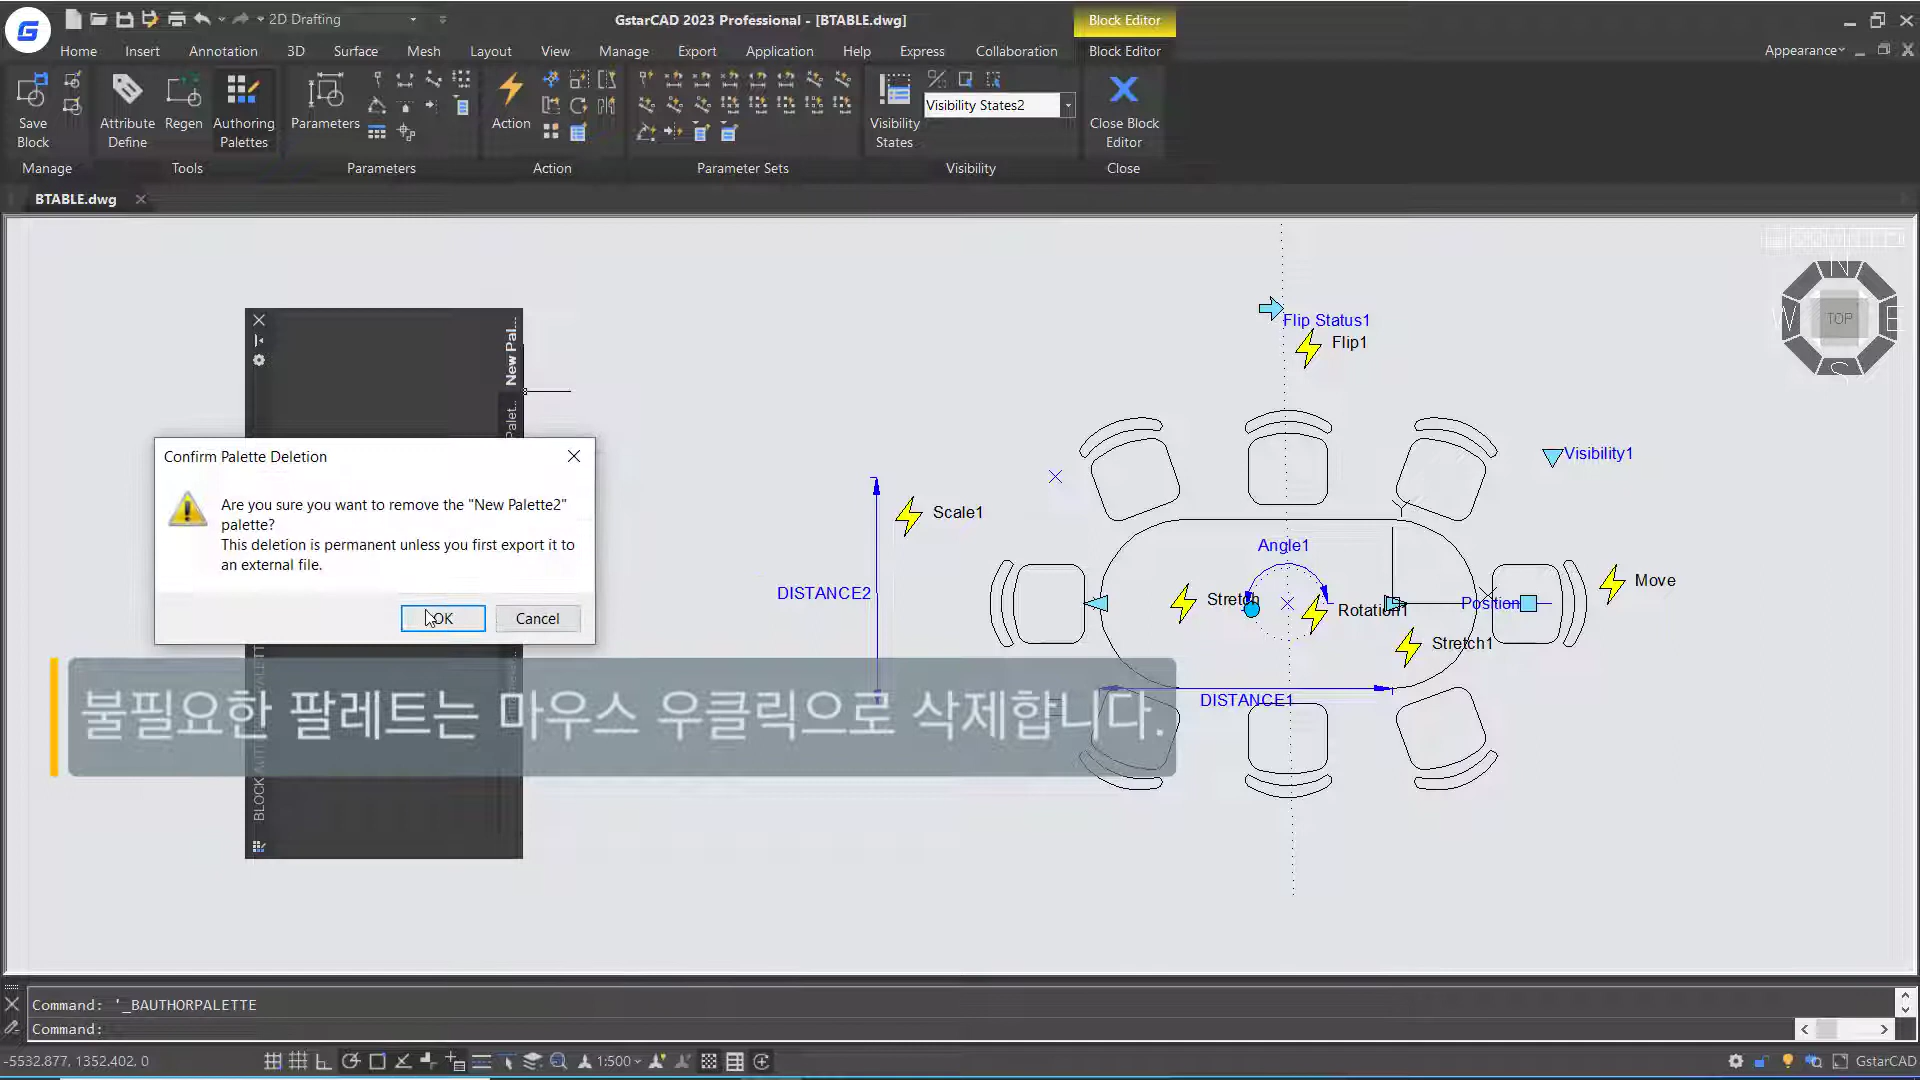 2D Drafting
GstarCAD 2023 Professional - [BTABLE.dwg]
Block Editor
Home Insert Annotation 3D Surface Mesh Layout View Manage Export Application Help Express Collaboration Block Editor
Appearance
Save Block
Attribute Define
Regen
Authoring Palettes
Parameters
Action
Visibility States
Visibility States2
Close Block Editor
Manage Tools Parameters Action Parameter Sets Visibility Close
BTABLE.dwg
N
W
TOP
E
S
Flip Status1
Flip1
New Pal...
Palet...
Confirm Palette Deletion
Are you sure you want to remove the "New Palette2"
palette?
This deletion is permanent unless you first export it to
an external file.
OK Cancel
Visibility1
Scale1
Angle1
Move
DISTANCE2
Stretch
Rotation1
Position
Stretch1
DISTANCE1
불필요한 팔레트는 마우스 우클릭으로 삭제합니다.
Command: '_BAUTHORPALETTE
Command:
-5532.877, 1352.402, 0
1:500
GstarCAD